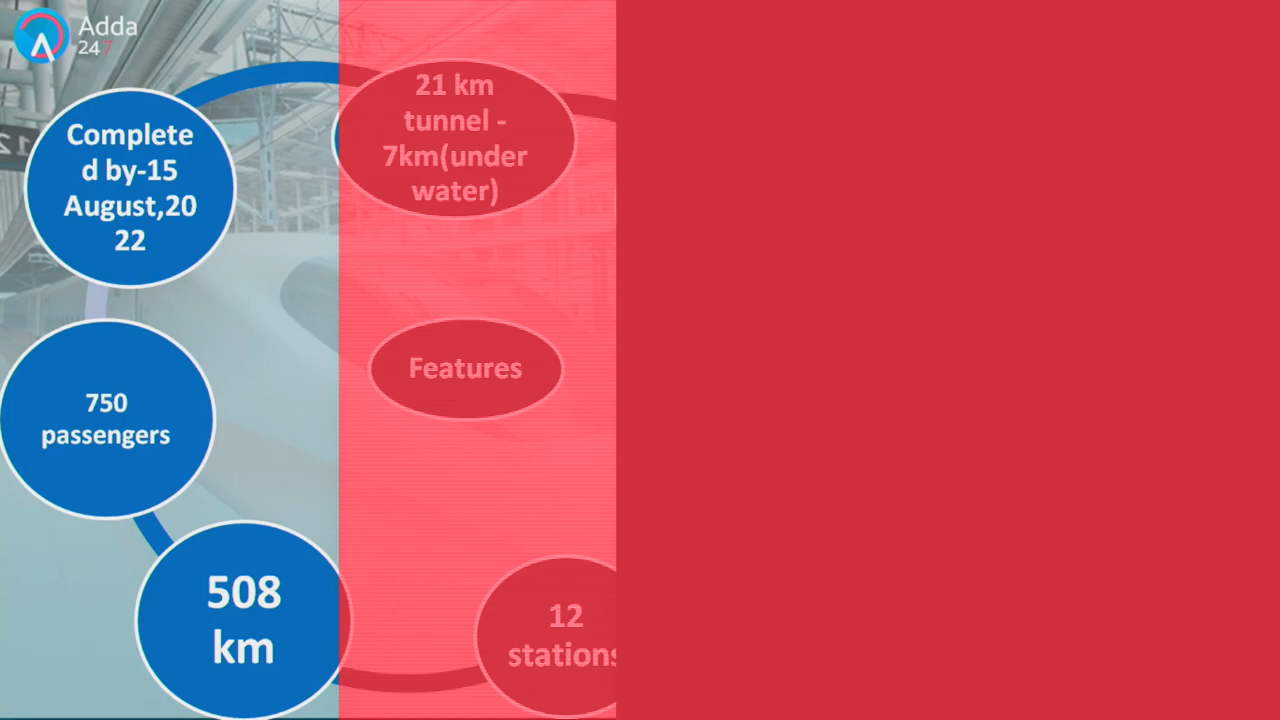 Adda
247
Complete
d by-15
August,20
22
21 km
tunnel -
7km(under
water)
750
passengers
Features
508
km
12
stations